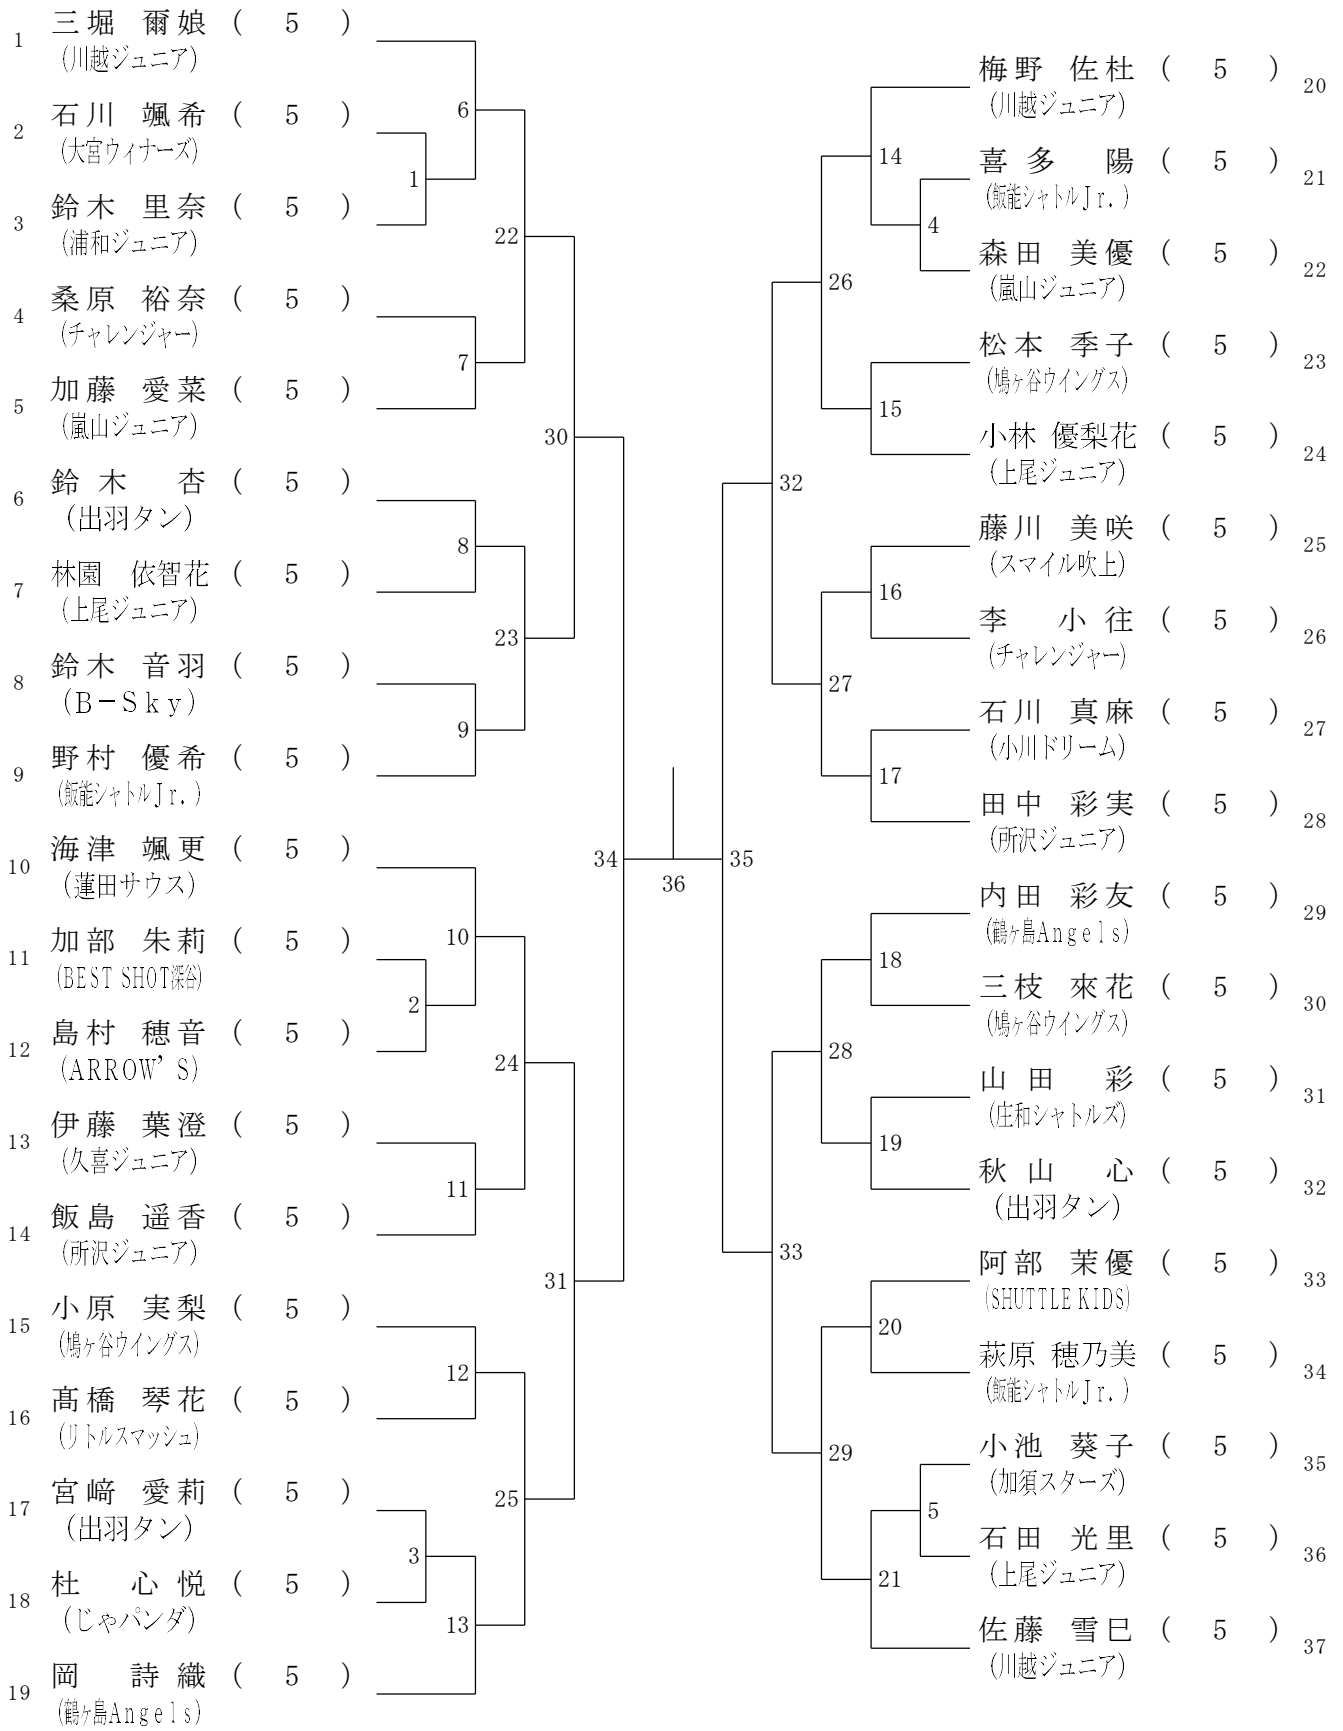 1 三堀 爾娘 ( 5 )
(川越ジュニア)
2 石川 颯希 ( 5 )
(大宮ウィナーズ)
3 鈴木 里奈 ( 5 )
(浦和ジュニア)
4 桑原 裕奈 ( 5 )
(チャレンジャー)
5 加藤 愛菜 ( 5 )
(嵐山ジュニア)
6 鈴木 杏 ( 5 )
(出羽タン)
7 林園 依智花 ( 5 )
(上尾ジュニア)
8 鈴木 音羽 ( 5 )
(B-Sky)
9 野村 優希 ( 5 )
(飯能シャトルJr.)
10 海津 颯更 ( 5 )
(蓮田サウス)
11 加部 朱莉 ( 5 )
(BEST SHOT深谷)
12 島村 穂音 ( 5 )
(ARROW'S)
13 伊藤 葉澄 ( 5 )
(久喜ジュニア)
14 飯島 遥香 ( 5 )
(所沢ジュニア)
15 小原 実梨 ( 5 )
(鳩ヶ谷ウイングス)
16 髙橋 琴花 ( 5 )
(リトルスマッシュ)
17 宮﨑 愛莉 ( 5 )
(出羽タン)
18 杜 心悦 ( 5 )
(じゃパンダ)
19 岡 詩織 ( 5 )
(鶴ヶ島Angels)
1
2
3
6
7
8
9
10
11
12
13
22
23
24
25
30
31
34
36
35
32
33
26
27
28
29
14
15
16
17
18
19
20
21
4
5
梅野 佐杜 ( 5 ) 20
(川越ジュニア)
喜多 陽 ( 5 ) 21
(飯能シャトルJr.)
森田 美優 ( 5 ) 22
(嵐山ジュニア)
松本 季子 ( 5 ) 23
(鳩ヶ谷ウイングス)
小林 優梨花 ( 5 ) 24
(上尾ジュニア)
藤川 美咲 ( 5 ) 25
(スマイル吹上)
李 小往 ( 5 ) 26
(チャレンジャー)
石川 真麻 ( 5 ) 27
(小川ドリーム)
田中 彩実 ( 5 ) 28
(所沢ジュニア)
内田 彩友 ( 5 ) 29
(鶴ヶ島Angels)
三枝 來花 ( 5 ) 30
(鳩ヶ谷ウイングス)
山田 彩 ( 5 ) 31
(庄和シャトルズ)
秋山 心 ( 5 ) 32
(出羽タン)
阿部 茉優 ( 5 ) 33
(SHUTTLE KIDS)
萩原 穂乃美 ( 5 ) 34
(飯能シャトルJr.)
小池 葵子 ( 5 ) 35
(加須スターズ)
石田 光里 ( 5 ) 36
(上尾ジュニア)
佐藤 雪巳 ( 5 ) 37
(川越ジュニア)